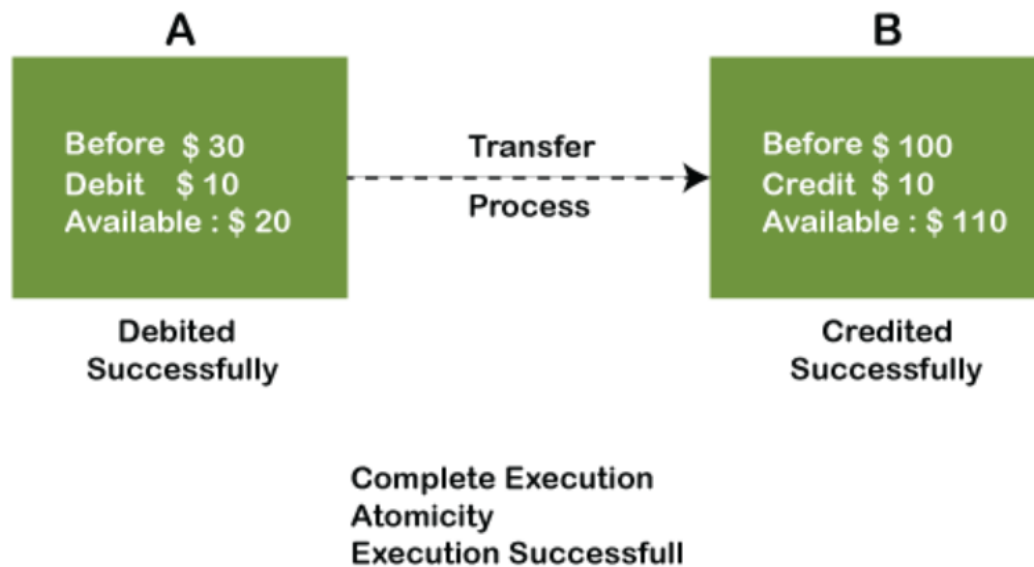 A
B
Before $ 30
Debit $ 10
Available : $ 20
Transfer
Process
Before $ 100
Credit $ 10
Available : $ 110
Debited
Successfully
Credited
Successfully
Complete Execution
Atomicity
Execution Successfull